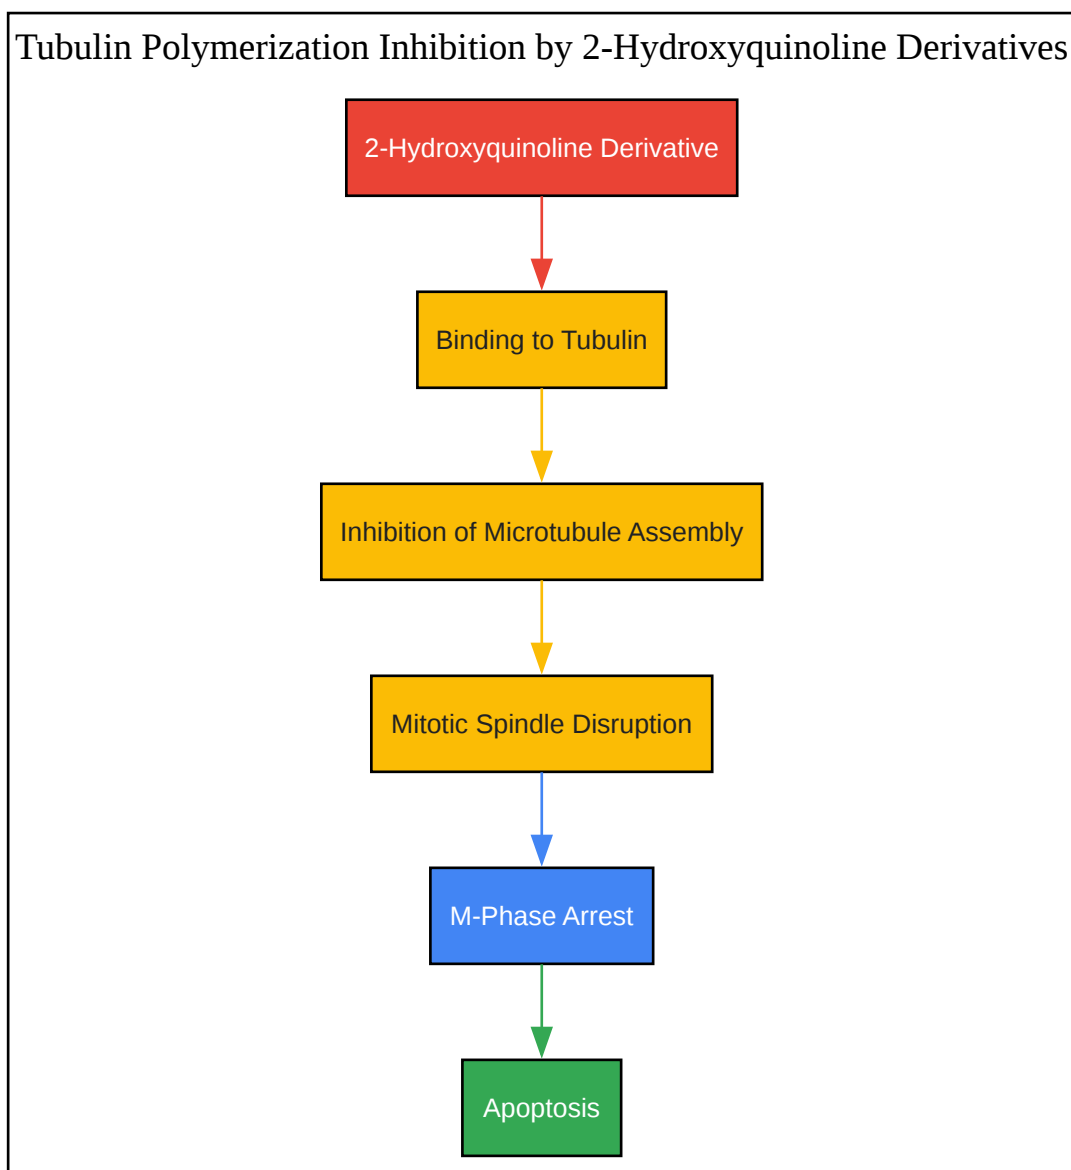 Tubulin Polymerization Inhibition by 2-Hydroxyquinoline Derivatives
2-Hydroxyquinoline Derivative
Binding to Tubulin
Inhibition of Microtubule Assembly
Mitotic Spindle Disruption
M-Phase Arrest
Apoptosis